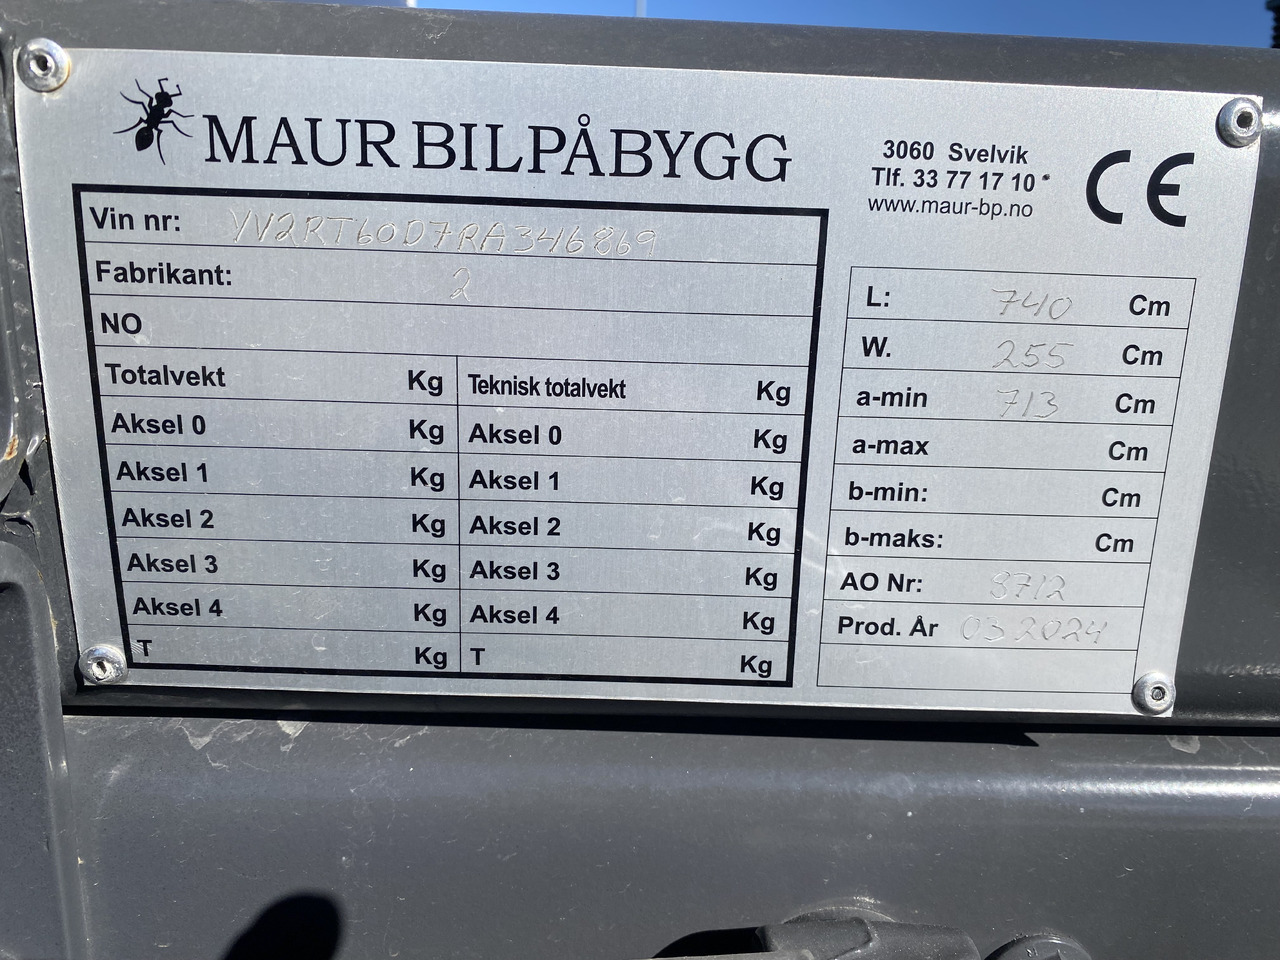 MAUR BILPÅBYGG
3060 Svelvik
Tlf. 33 77 17 10
www.maur-bp.no
CE
Vin nr: YV2RT60D7RA346869
Fabrikant: 2
NO
Totalvekt Kg Teknisk totalvekt Kg
Aksel 0 Kg Aksel 0 Kg
Aksel 1 Kg Aksel 1 Kg
Aksel 2 Kg Aksel 2 Kg
Aksel 3 Kg Aksel 3 Kg
Aksel 4 Kg Aksel 4 Kg
T Kg T Kg
L: 740 Cm
W. 255 Cm
a-min 713 Cm
a-max Cm
b-min: Cm
b-maks: Cm
AO Nr: 9712
Prod. År 03 2024